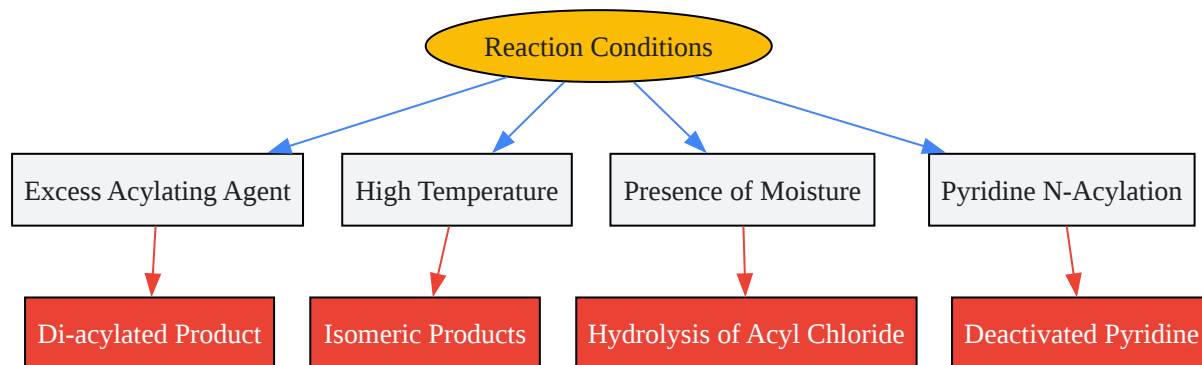 Reaction Conditions
Excess Acylating Agent
High Temperature
Presence of Moisture
Pyridine N-Acylation
Di-acylated Product
Isomeric Products
Hydrolysis of Acyl Chloride
Deactivated Pyridine